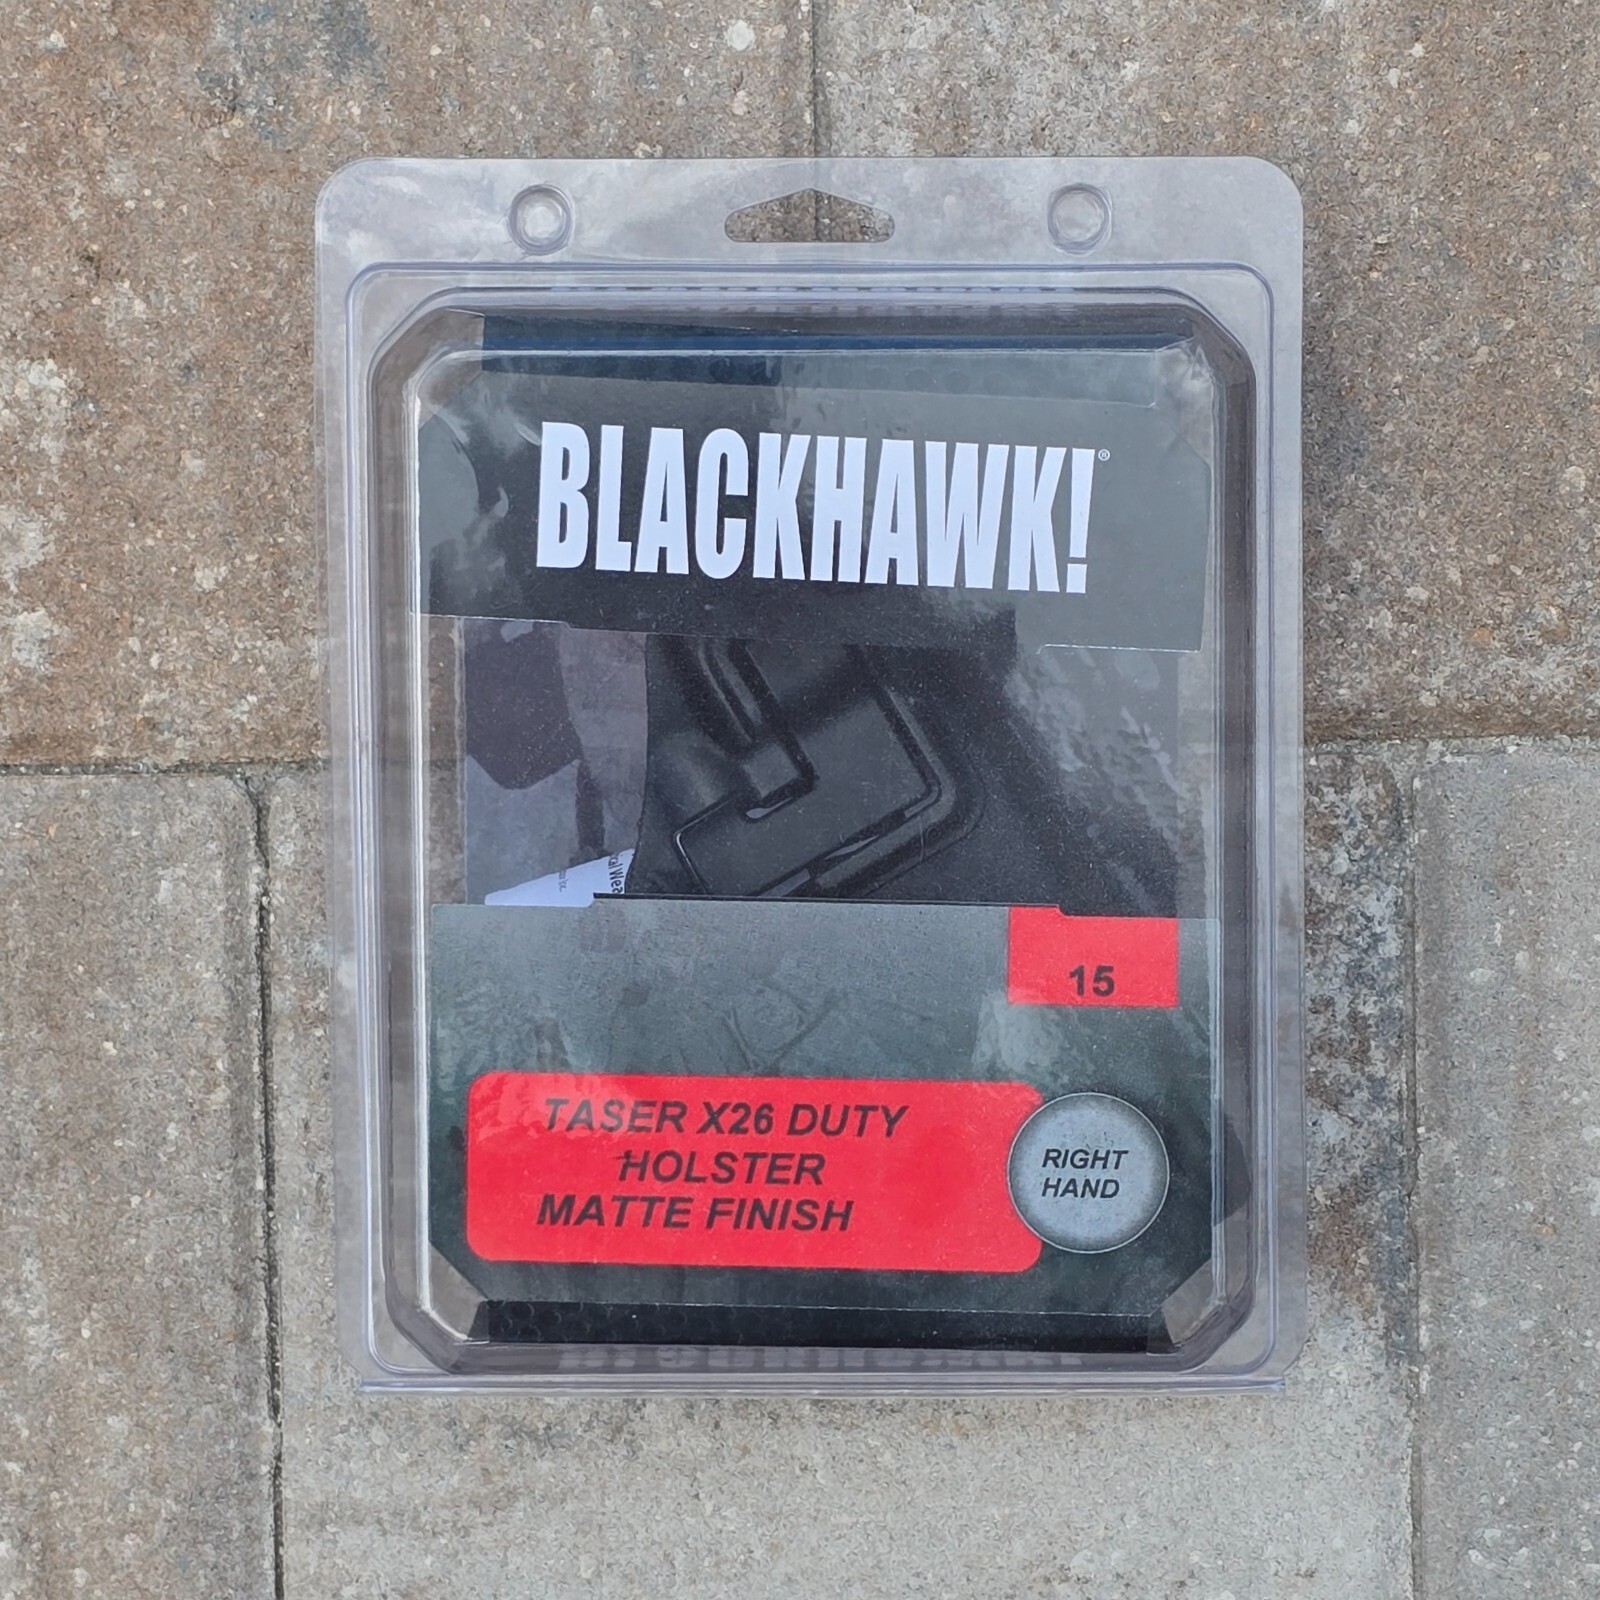 BLACKHAWK!®
15
TASER X26 DUTY
HOLSTER
MATTE FINISH
RIGHT
HAND